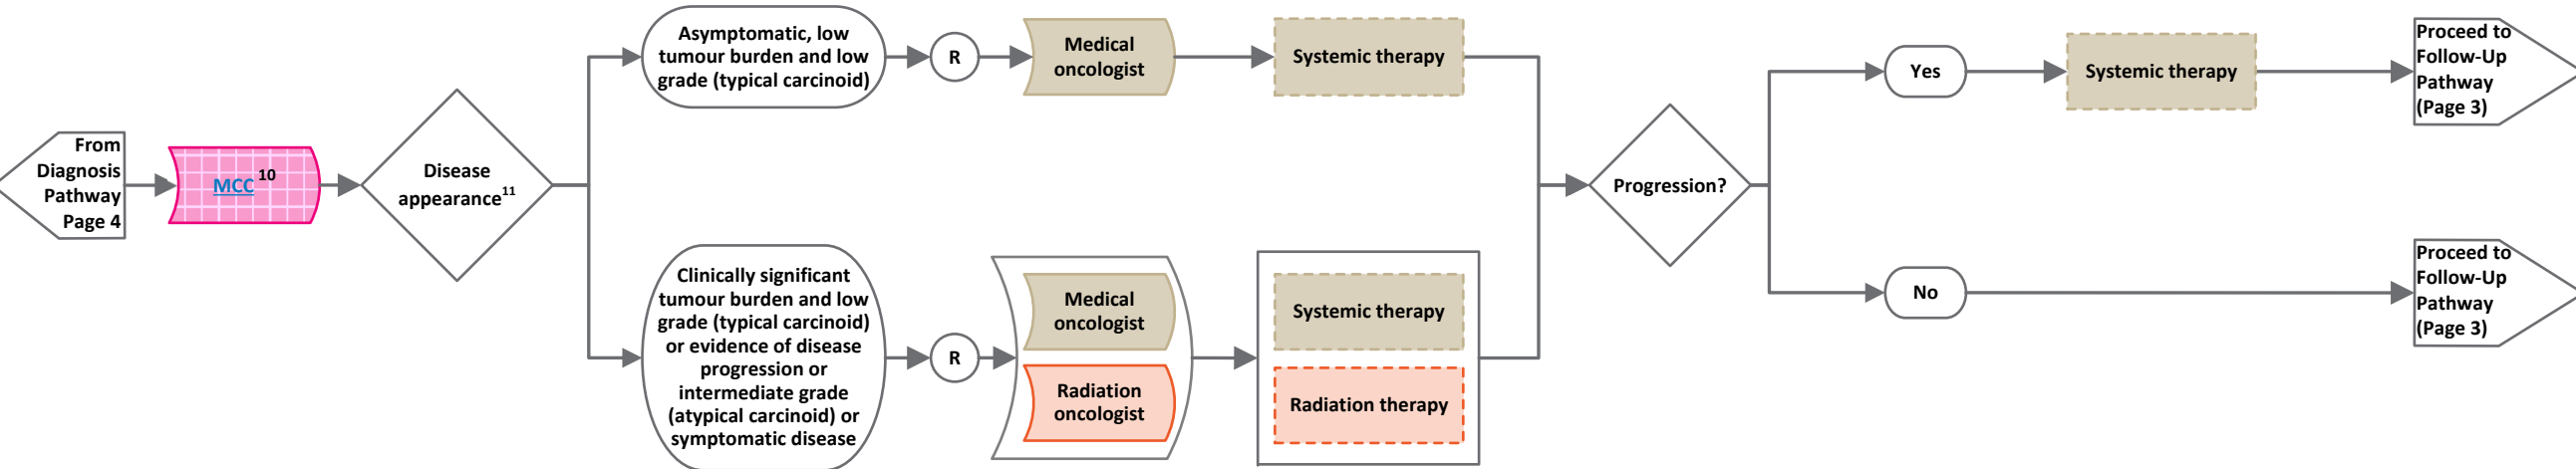 From
Diagnosis
Pathway
Page 4
MCC 10
Disease
appearance11
Asymptomatic, low
tumour burden and low
grade (typical carcinoid)
R
Medical
oncologist
Systemic therapy
Clinically significant
tumour burden and low
grade (typical carcinoid)
or evidence of disease
progression or
intermediate grade
(atypical carcinoid) or
symptomatic disease
R
Medical
oncologist
Radiation
oncologist
Systemic therapy
Radiation therapy
Progression?
Yes
Systemic therapy
Proceed to
Follow-Up
Pathway
(Page 3)
No
Proceed to
Follow-Up
Pathway
(Page 3)